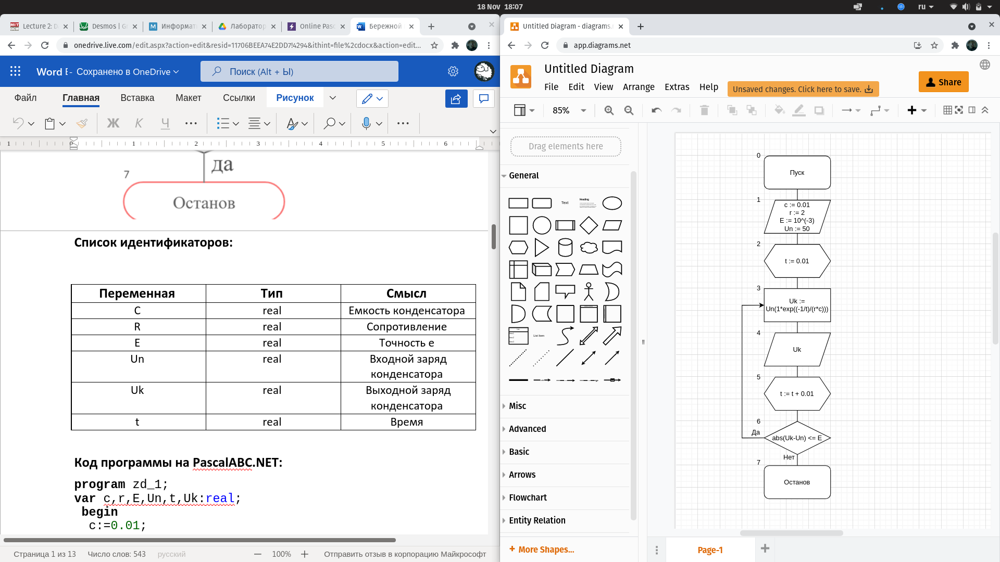 18 Nov  18:07
ru
Lecture 2: D
Desmos | G
Информат
Лаборатор
Online Pasc
Бережной
onedrive.live.com/edit.aspx?action=edit&resid=11706BEEA74E2DD7!4294&ithint=file%2cdocx&action=edit...
Word
- Сохранено в OneDrive
Поиск (Alt + Ы)
Файл
Главная
Вставка
Макет
Ссылки
Рисунок
Ж К Ч
1 0 1 2 3 4 5 6
да
7
Останов
Список идентификаторов:
Переменная Тип Смысл
C real Емкость конденсатора
R real Сопротивление
E real Точность e
Un real Входной заряд
конденсатора
Uk real Выходной заряд
конденсатора
t real Время
Код программы на PascalABC.NET:
program zd_1;
var c,r,E,Un,t,Uk:real;
begin
c:=0.01;
Страница 1 из 13
Число слов: 543
русский
100%
Отправить отзыв в корпорацию Майкрософт
Untitled Diagram - diagrams.n
app.diagrams.net
Untitled Diagram
File Edit View Arrange Extras Help
Unsaved changes. Click here to save.
Share
85%
Drag elements here
General
Text
Heading
List Item
Misc
Advanced
Basic
Arrows
Flowchart
Entity Relation
+ More Shapes...
0
Пуск
1
c := 0.01
r := 2
E := 10^(-3)
Un := 50
2
t := 0.01
3
Uk :=
Un(1*exp((-1/t)/(r*c)))
4
Uk
5
t := t + 0.01
6
Да
abs(Uk-Un) <= E
Нет
7
Останов
Page-1